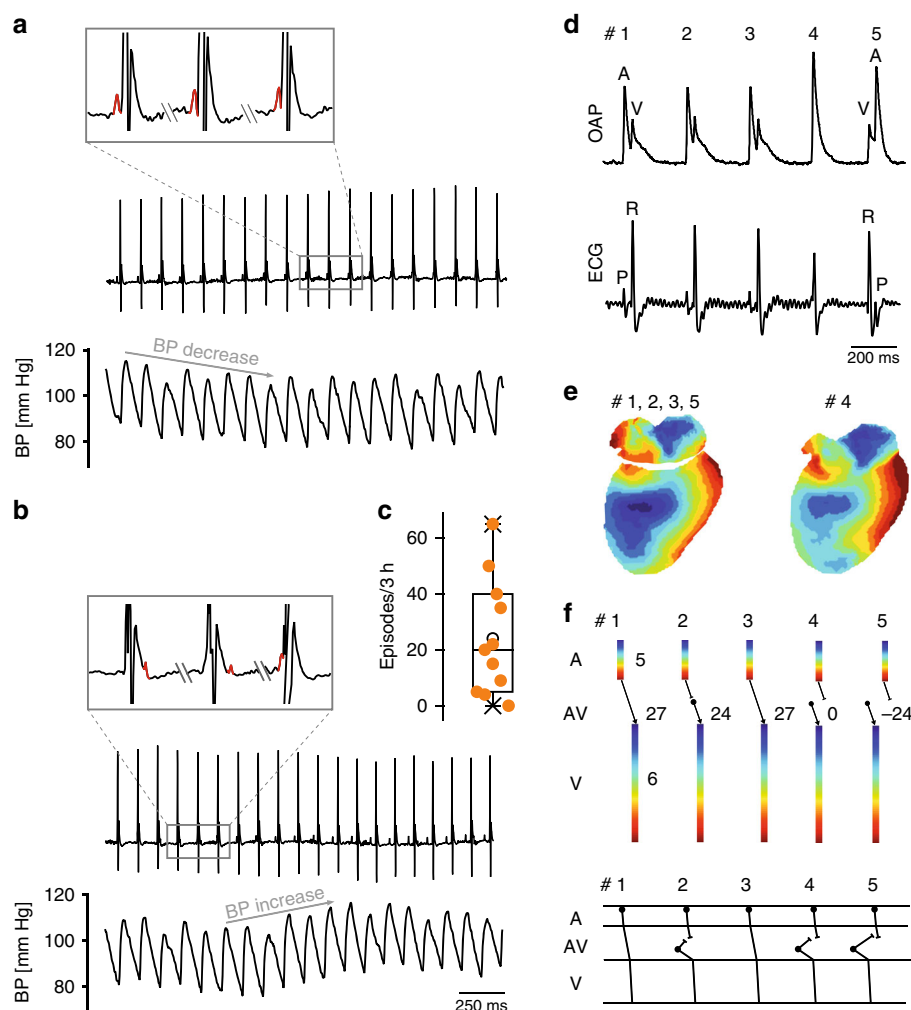 a
BP decrease
BP [mm Hg]
120
100
80
b
BP increase
BP [mm Hg]
120
100
80
250 ms
c
Episodes/3 h
60
40
20
0
d
# 1 2 3 4 5
OAP
A
V
V
A
ECG
P
R
R
P
200 ms
e
# 1, 2, 3, 5
# 4
f
# 1 2 3 4 5
A
5
AV
27 24 27 0 –24
V
6
# 1 2 3 4 5
A
AV
V